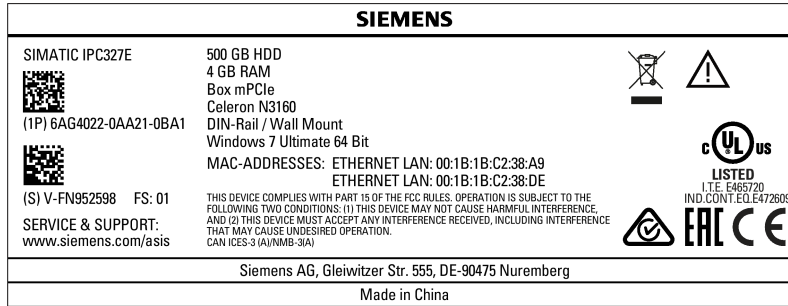 SIEMENS
SIMATIC IPC327E
(1P) 6AG4022-0AA21-0BA1
(S) V-FN952598 FS: 01
SERVICE & SUPPORT:
www.siemens.com/asis
500 GB HDD
4 GB RAM
Box mPCIe
Celeron N3160
DIN-Rail / Wall Mount
Windows 7 Ultimate 64 Bit
MAC-ADDRESSES: ETHERNET LAN: 00:1B:1B:C2:38:A9
ETHERNET LAN: 00:1B:1B:C2:38:DE
THIS DEVICE COMPLIES WITH PART 15 OF THE FCC RULES. OPERATION IS SUBJECT TO THE
FOLLOWING TWO CONDITIONS: (1) THIS DEVICE MAY NOT CAUSE HARMFUL INTERFERENCE,
AND (2) THIS DEVICE MUST ACCEPT ANY INTERFERENCE RECEIVED, INCLUDING INTERFERENCE
THAT MAY CAUSE UNDESIRED OPERATION.
CAN ICES-3 (A)/NMB-3(A)
C UL US
LISTED
I.T.E. E465720
IND.CONT.EQ.E472609
EAC CE
Siemens AG, Gleiwitzer Str. 555, DE-90475 Nuremberg
Made in China